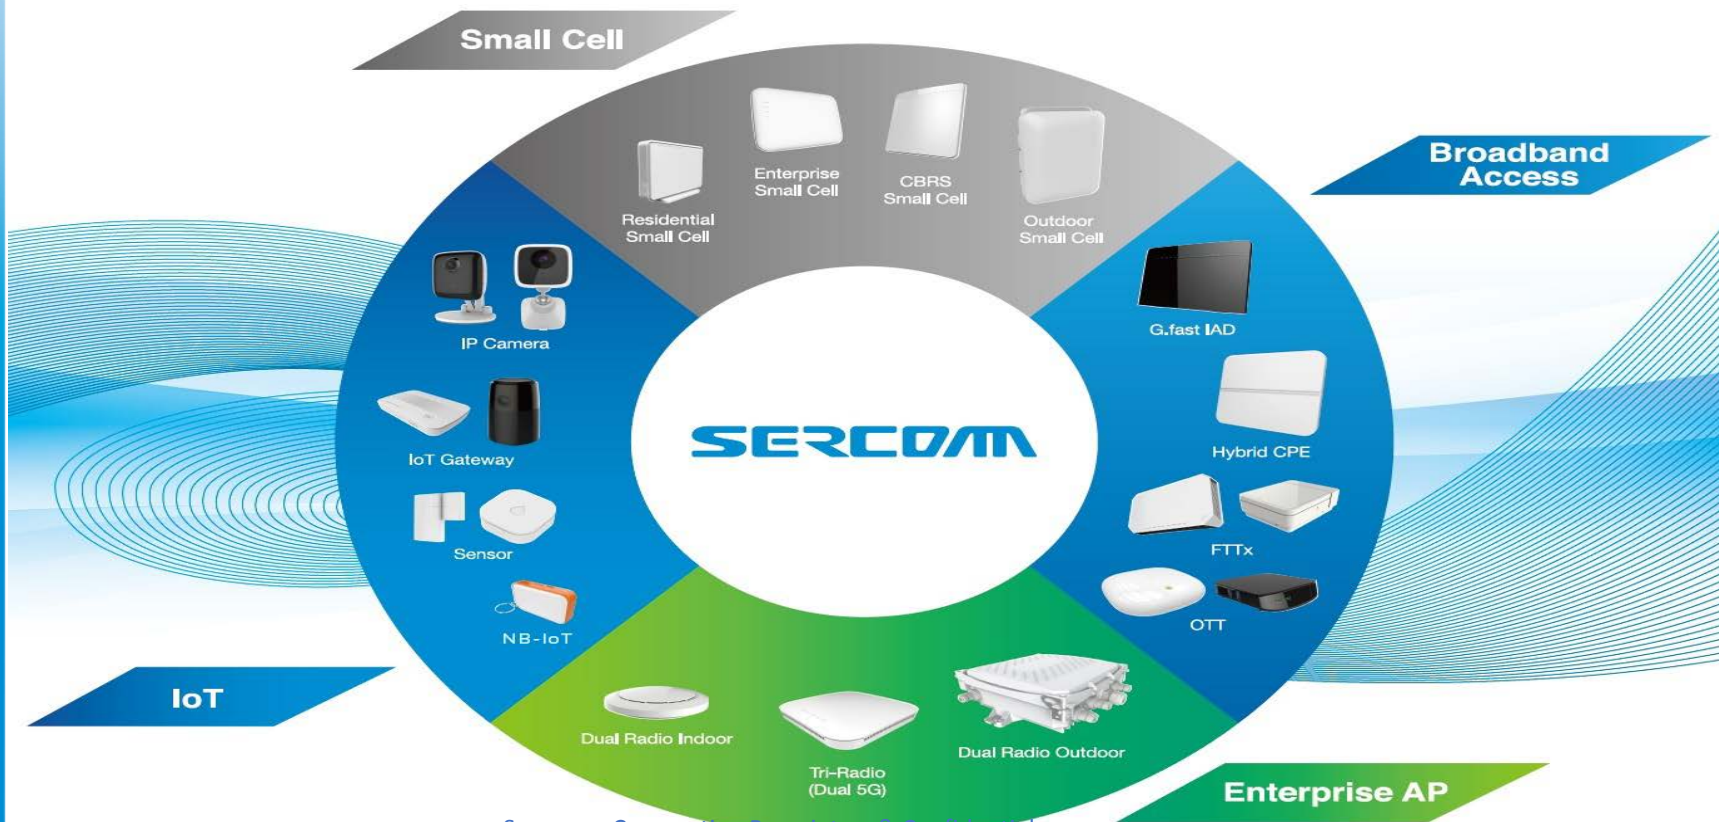 Small Cell
Broadband
Access
Enterprise
Small Cell
CBRS
Small Cell
Residential
Small Cell
Outdoor
Small Cell
IP Camera
G.fast IAD
IoT Gateway
Hybrid CPE
SERCOMM
Sensor
FTTx
NB-IoT
OTT
IoT
Dual Radio Indoor
Tri-Radio
(Dual 5G)
Dual Radio Outdoor
Enterprise AP